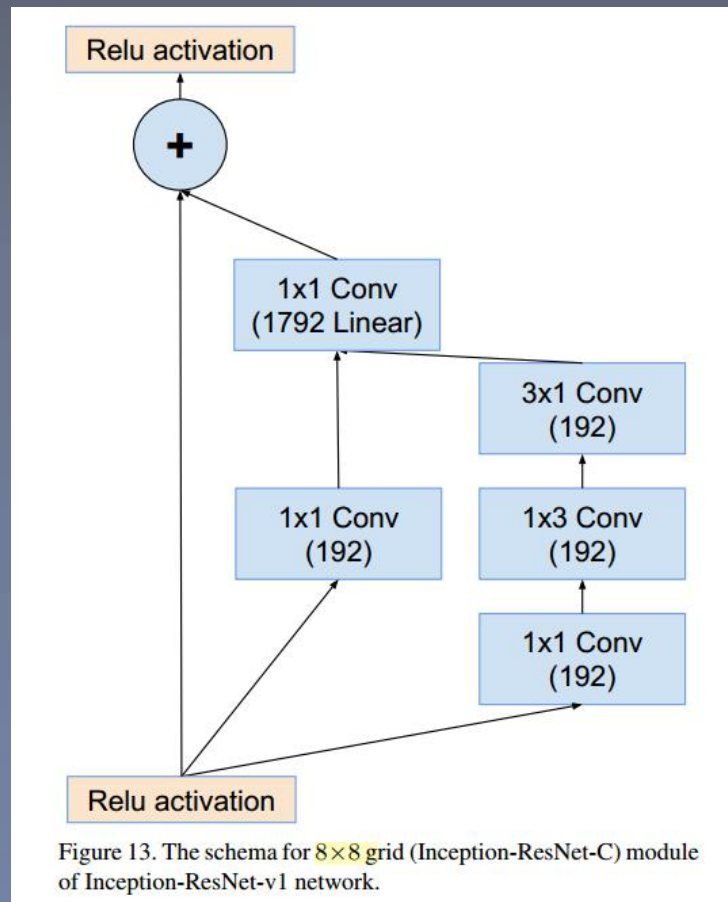 Relu activation
+
1x1 Conv
(1792 Linear)
3x1 Conv
(192)
1x1 Conv
(192)
1x3 Conv
(192)
1x1 Conv
(192)
Relu activation
Figure 13. The schema for 8×8 grid (Inception-ResNet-C) module
of Inception-ResNet-v1 network.